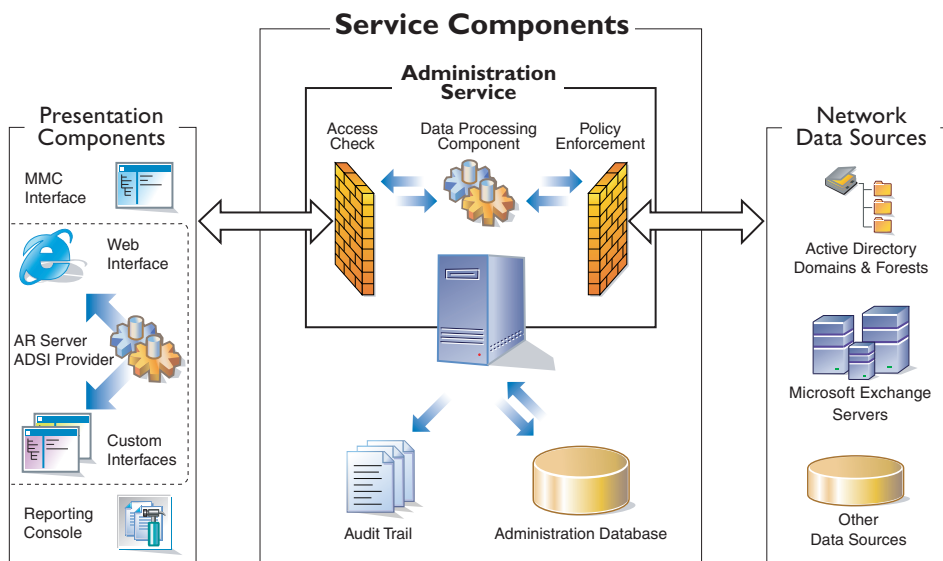 Service Components
Administration
Service
Access
Check
Data Processing
Component
Policy
Enforcement
Audit Trail
Administration Database
Presentation
Components
MMC
Interface
Web
Interface
AR Server
ADSI Provider
Custom
Interfaces
Reporting
Console
Network
Data Sources
Active Directory
Domains & Forests
Microsoft Exchange
Servers
Other
Data Sources